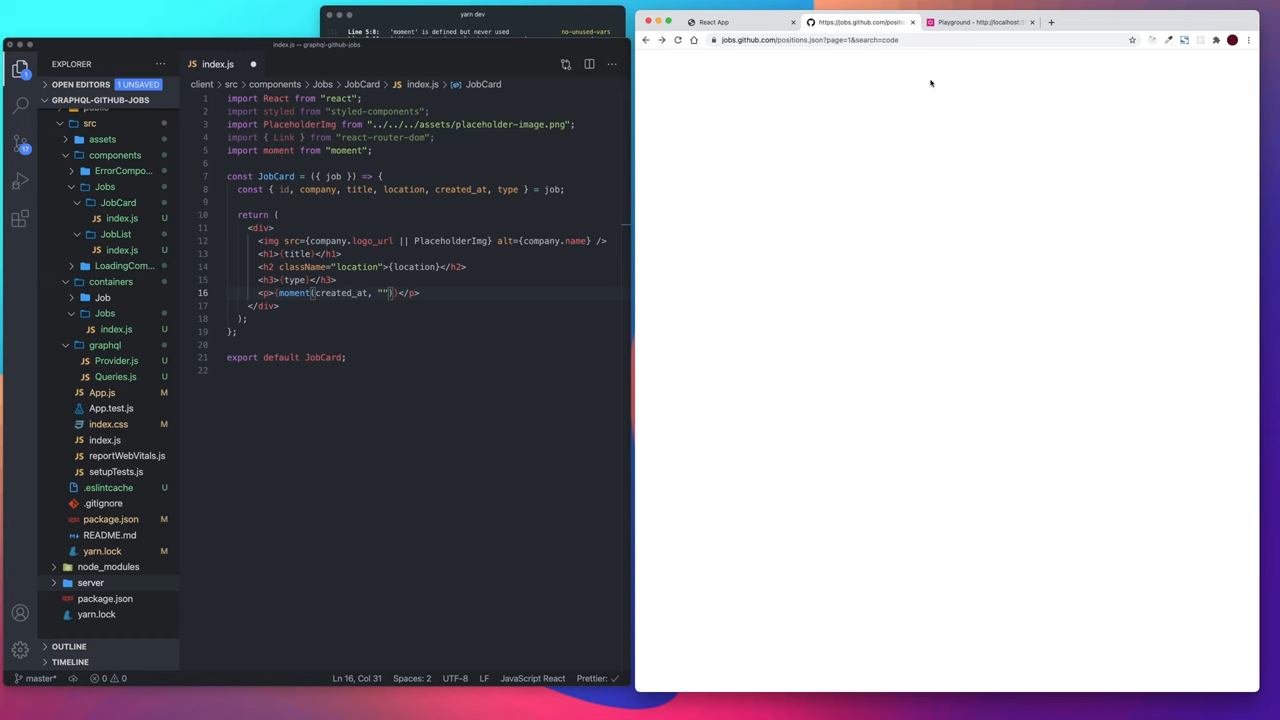 yarn dev
Line 5:8: 'moment' is defined but never used no-unused-vars
index.js — graphql-github-jobs
EXPLORER
OPEN EDITORS 1 UNSAVED
GRAPHQL-GITHUB-JOBS
public
src
assets
components
ErrorCompo...
Jobs
JobCard
index.js U
JobList
index.js U
LoadingCom...
containers
Job
Jobs
index.js U
graphql
Provider.js U
Queries.js U
App.js M
App.test.js
index.css M
index.js
reportWebVitals.js
setupTests.js
.eslintcache U
.gitignore
package.json M
README.md
yarn.lock M
node_modules
server
package.json
yarn.lock
OUTLINE
TIMELINE
1
17
index.js
client > src > components > Jobs > JobCard > index.js > JobCard
1 import React from "react";
2 import styled from "styled-components";
3 import PlaceholderImg from "../../../assets/placeholder-image.png";
4 import { Link } from "react-router-dom";
5 import moment from "moment";
6
7 const JobCard = ({ job }) => {
8 const { id, company, title, location, created_at, type } = job;
9
10 return (
11 <div>
12 <img src={company.logo_url || PlaceholderImg} alt={company.name} />
13 <h1>{title}</h1>
14 <h2 className="location">{location}</h2>
15 <h3>{type}</h3>
16 <p>{moment(created_at, "")}</p>
17 </div>
18 );
19 };
20
21 export default JobCard;
22
master* 0 0 Ln 16, Col 31 Spaces: 2 UTF-8 LF JavaScript React Prettier: ✓
React App
https://jobs.github.com/positio
Playground - http://localhost:3
jobs.github.com/positions.json?page=1&search=code